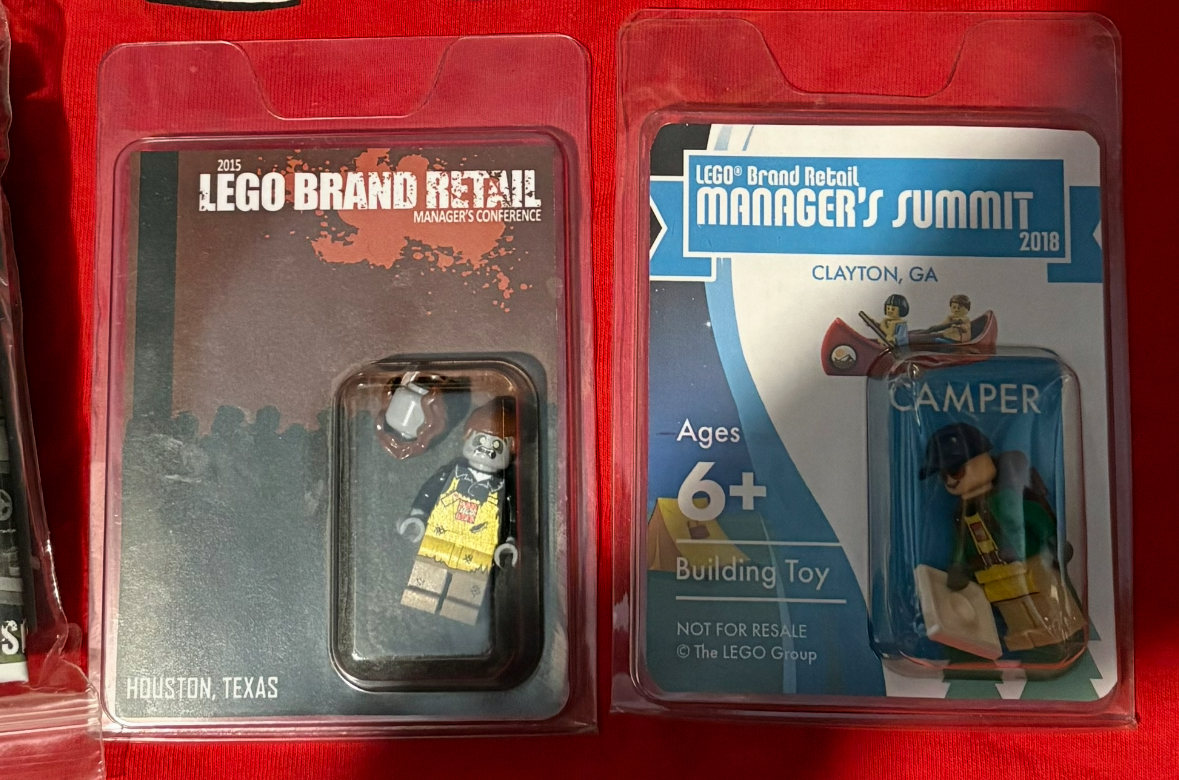 2015
LEGO BRAND RETAIL
MANAGER'S CONFERENCE
HOUSTON, TEXAS
LEGO® Brand Retail
MANAGER'S SUMMIT
2018
CLAYTON, GA
CAMPER
Ages
6+
Building Toy
NOT FOR RESALE
© The LEGO Group